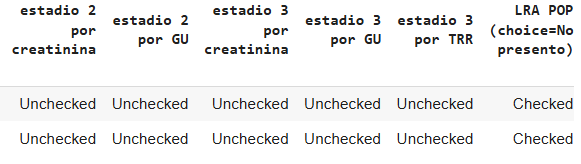 estadio 2 por creatinina estadio 2 por GU estadio 3 por creatinina estadio 3 por GU estadio 3 por TRR LRA POP (choice=No presento)
Unchecked Unchecked Unchecked Unchecked Unchecked Checked
Unchecked Unchecked Unchecked Unchecked Unchecked Checked